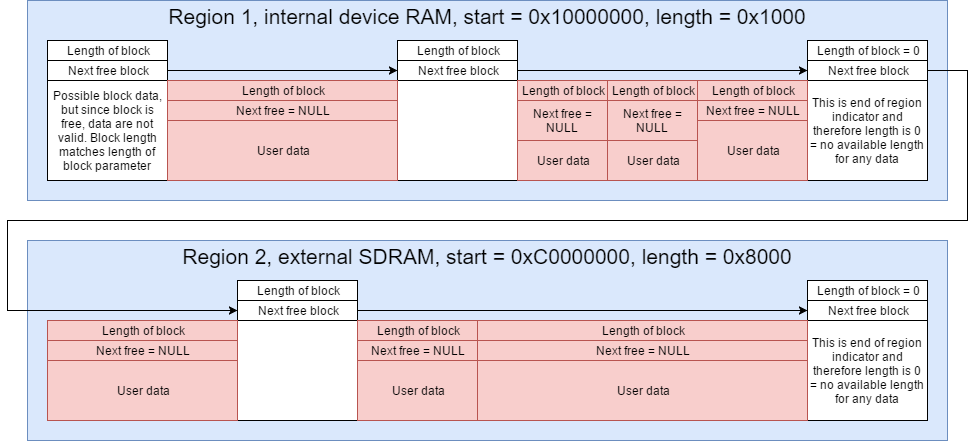 Region 1, internal device RAM, start = 0x10000000, length = 0x1000
Length of block
Next free block
Possible block data,
but since block is
free, data are not
valid. Block length
matches length of
block parameter
Length of block
Next free = NULL
User data
Length of block
Next free block
Length of block
Next free =
NULL
User data
Length of block
Next free =
NULL
User data
Length of block
Next free = NULL
User data
Length of block = 0
Next free block
This is end of region
indicator and
therefore length is 0
= no available length
for any data
Region 2, external SDRAM, start = 0xC0000000, length = 0x8000
Length of block
Next free = NULL
User data
Length of block
Next free block
Length of block
Next free = NULL
User data
Length of block
Next free = NULL
User data
Length of block = 0
Next free block
This is end of region
indicator and
therefore length is 0
= no available length
for any data